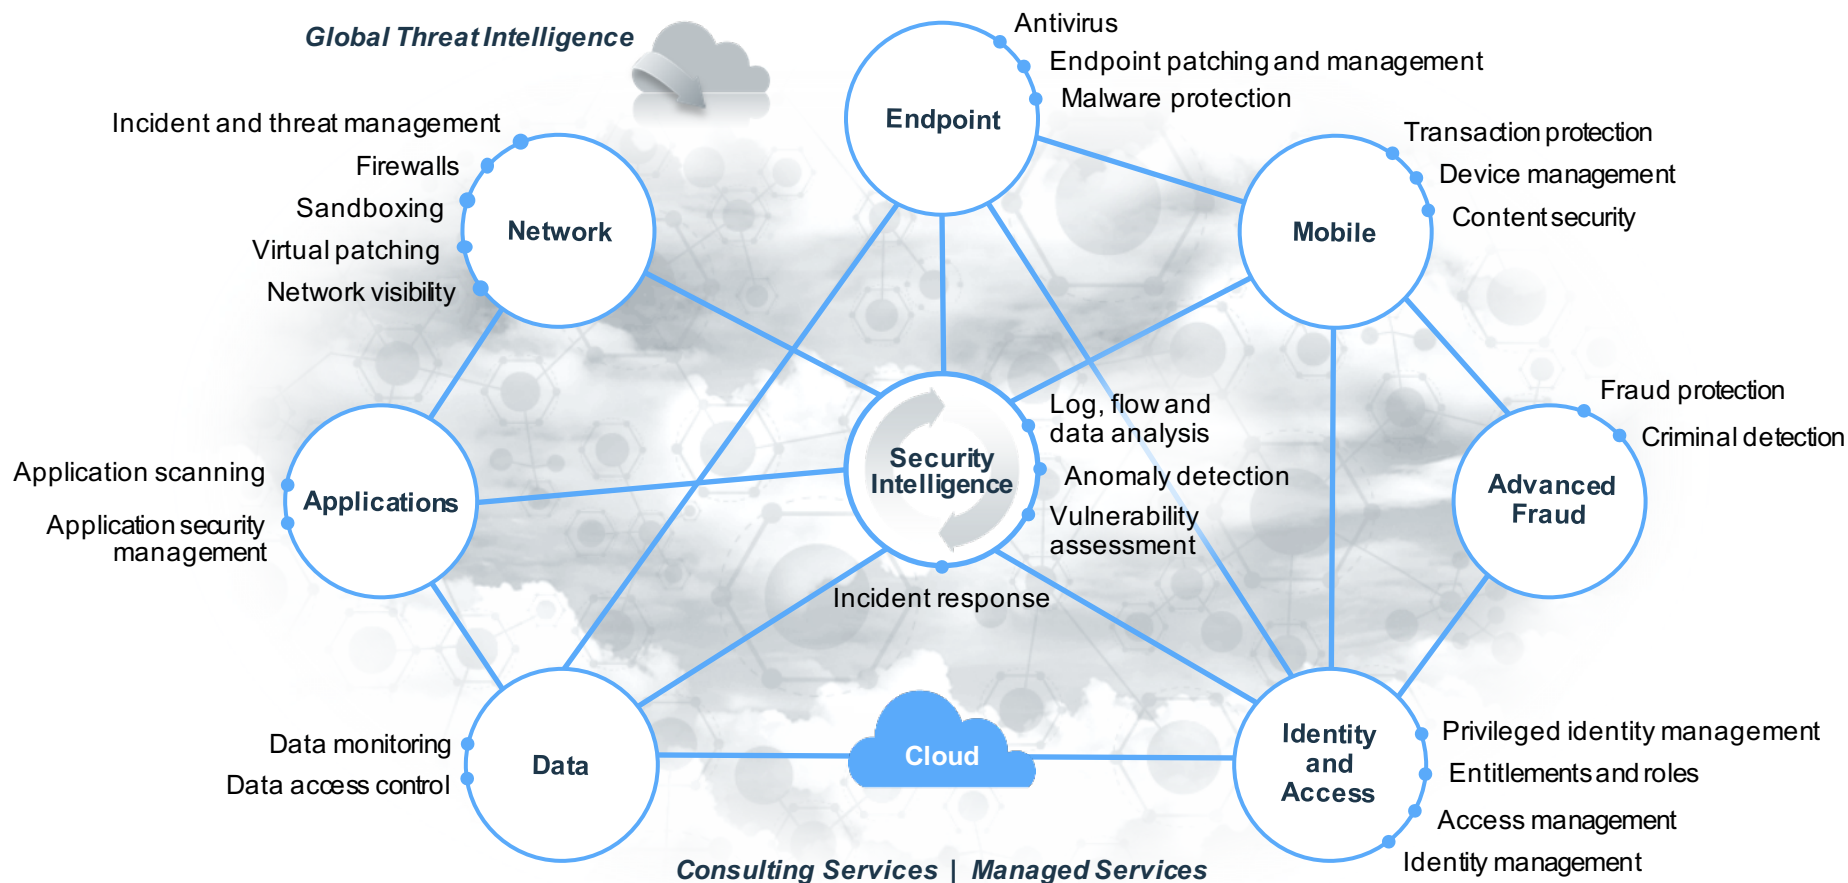 Global Threat Intelligence
Antivirus
Endpoint patching and management
Malware protection
Endpoint
Incident and threat management
Firewalls
Sandboxing
Virtual patching
Network visibility
Network
Transaction protection
Device management
Content security
Mobile
Log, flow and
data analysis
Anomaly detection
Vulnerability
assessment
Incident response
Security
Intelligence
Fraud protection
Criminal detection
Advanced
Fraud
Application scanning
Application security
management
Applications
Data monitoring
Data access control
Data
Cloud
Identity
and
Access
Privileged identity management
Entitlements and roles
Access management
Identity management
Consulting Services | Managed Services